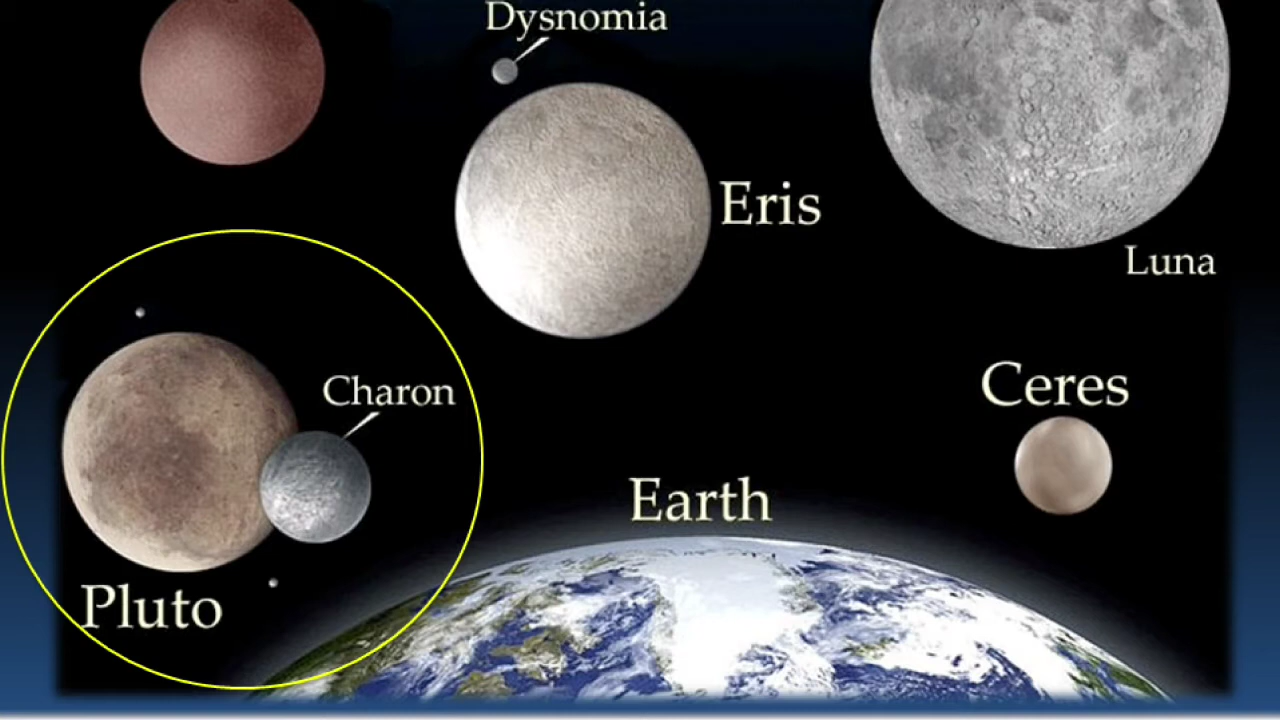 Dysnomia
Eris
Luna
Charon
Ceres
Earth
Pluto